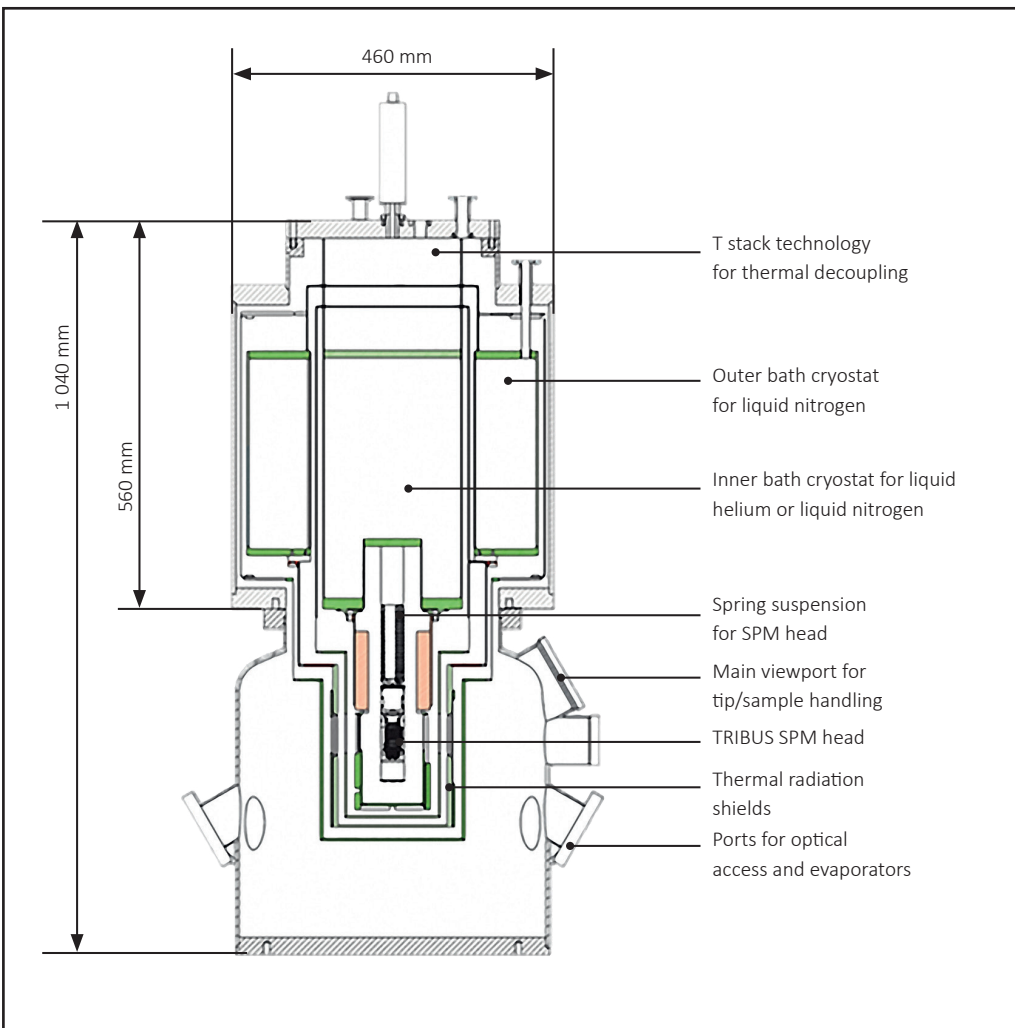 460 mm
1 040 mm
560 mm
T stack technology
for thermal decoupling
Outer bath cryostat
for liquid nitrogen
Inner bath cryostat for liquid
helium or liquid nitrogen
Spring suspension
for SPM head
Main viewport for
tip/sample handling
TRIBUS SPM head
Thermal radiation
shields
Ports for optical
access and evaporators